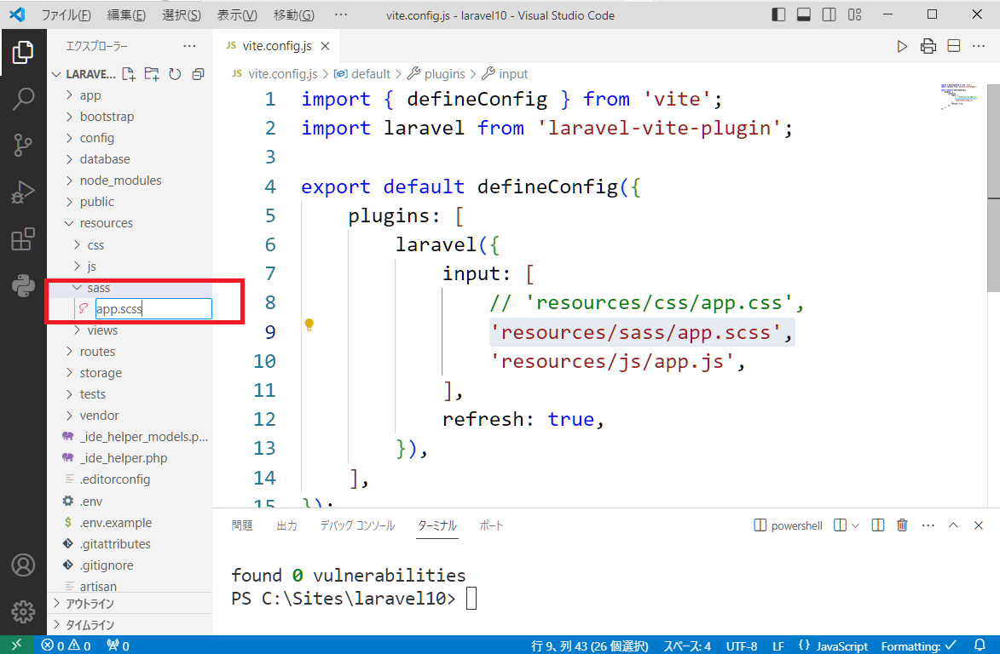 ファイル(F) 編集(E) 選択(S) 表示(V) 移動(G) ··· vite.config.js - laravel10 - Visual Studio Code
エクスプローラー ···
LARAVE...
app
bootstrap
config
database
node_modules
public
resources
css
js
sass
app.scss
views
routes
storage
tests
vendor
_ide_helper_models.p...
_ide_helper.php
.editorconfig
.env
$ .env.example
.gitattributes
.gitignore
artisan
アウトライン
タイムライン
JS vite.config.js
JS vite.config.js > default > plugins > input
1 import { defineConfig } from 'vite';
2 import laravel from 'laravel-vite-plugin';
3
4 export default defineConfig({
5 plugins: [
6 laravel({
7 input: [
8 // 'resources/css/app.css',
9 'resources/sass/app.scss',
10 'resources/js/app.js',
11 ],
12 refresh: true,
13 }),
14 ],
15 });
問題 出力 デバッグ コンソール ターミナル ポート powershell ···
found 0 vulnerabilities
PS C:\Sites\laravel10>
0 0 0 行 9、列 43 (26 個選択) スペース: 4 UTF-8 LF {} JavaScript Formatting: ✓